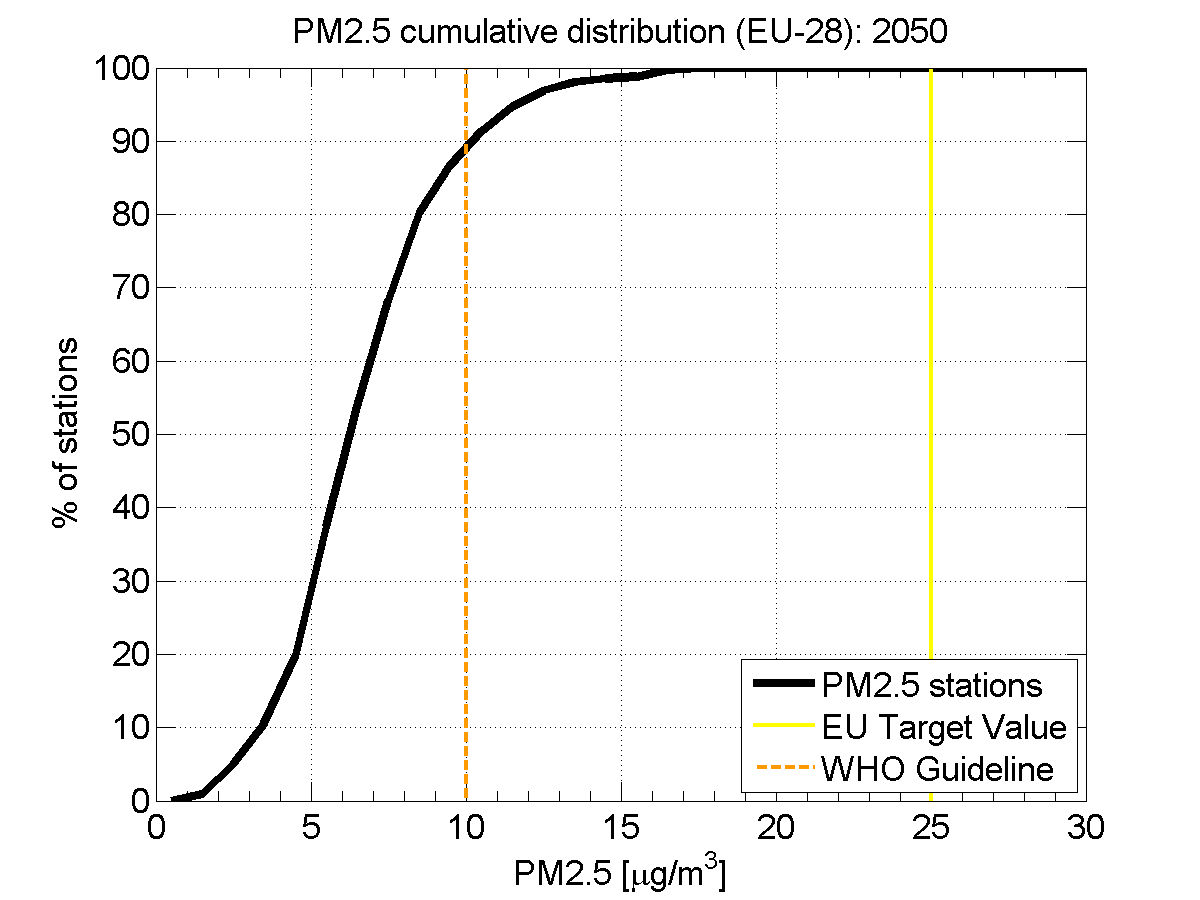 PM2.5 cumulative distribution (EU-28): 2050
100
90
80
70
60
50
40
30
20
10
0
% of stations
PM2.5 stations
EU Target Value
WHO Guideline
0 5 10 15 20 25 30
PM2.5 [μg/m³]